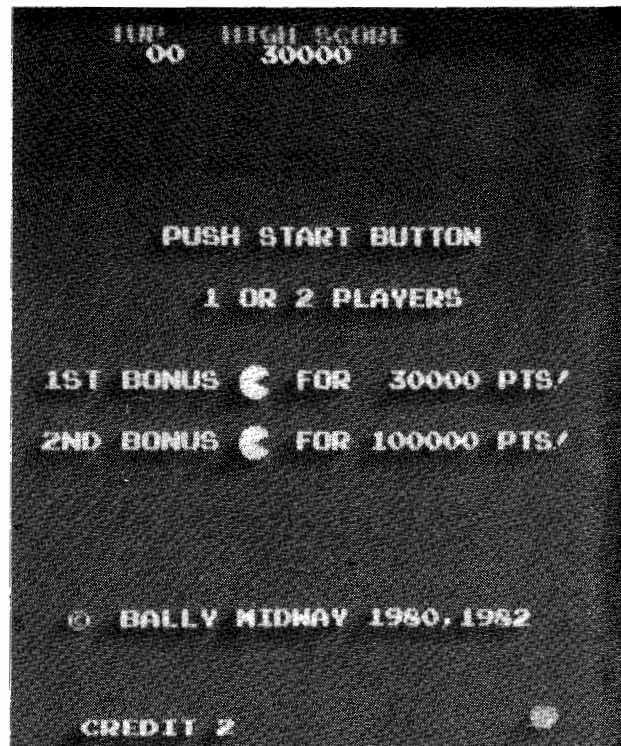 1UP HIGH SCORE
00 30000
PUSH START BUTTON
1 OR 2 PLAYERS
1ST BONUS FOR 30000 PTS!
2ND BONUS FOR 100000 PTS!
© BALLY MIDWAY 1980,1982
CREDIT 2